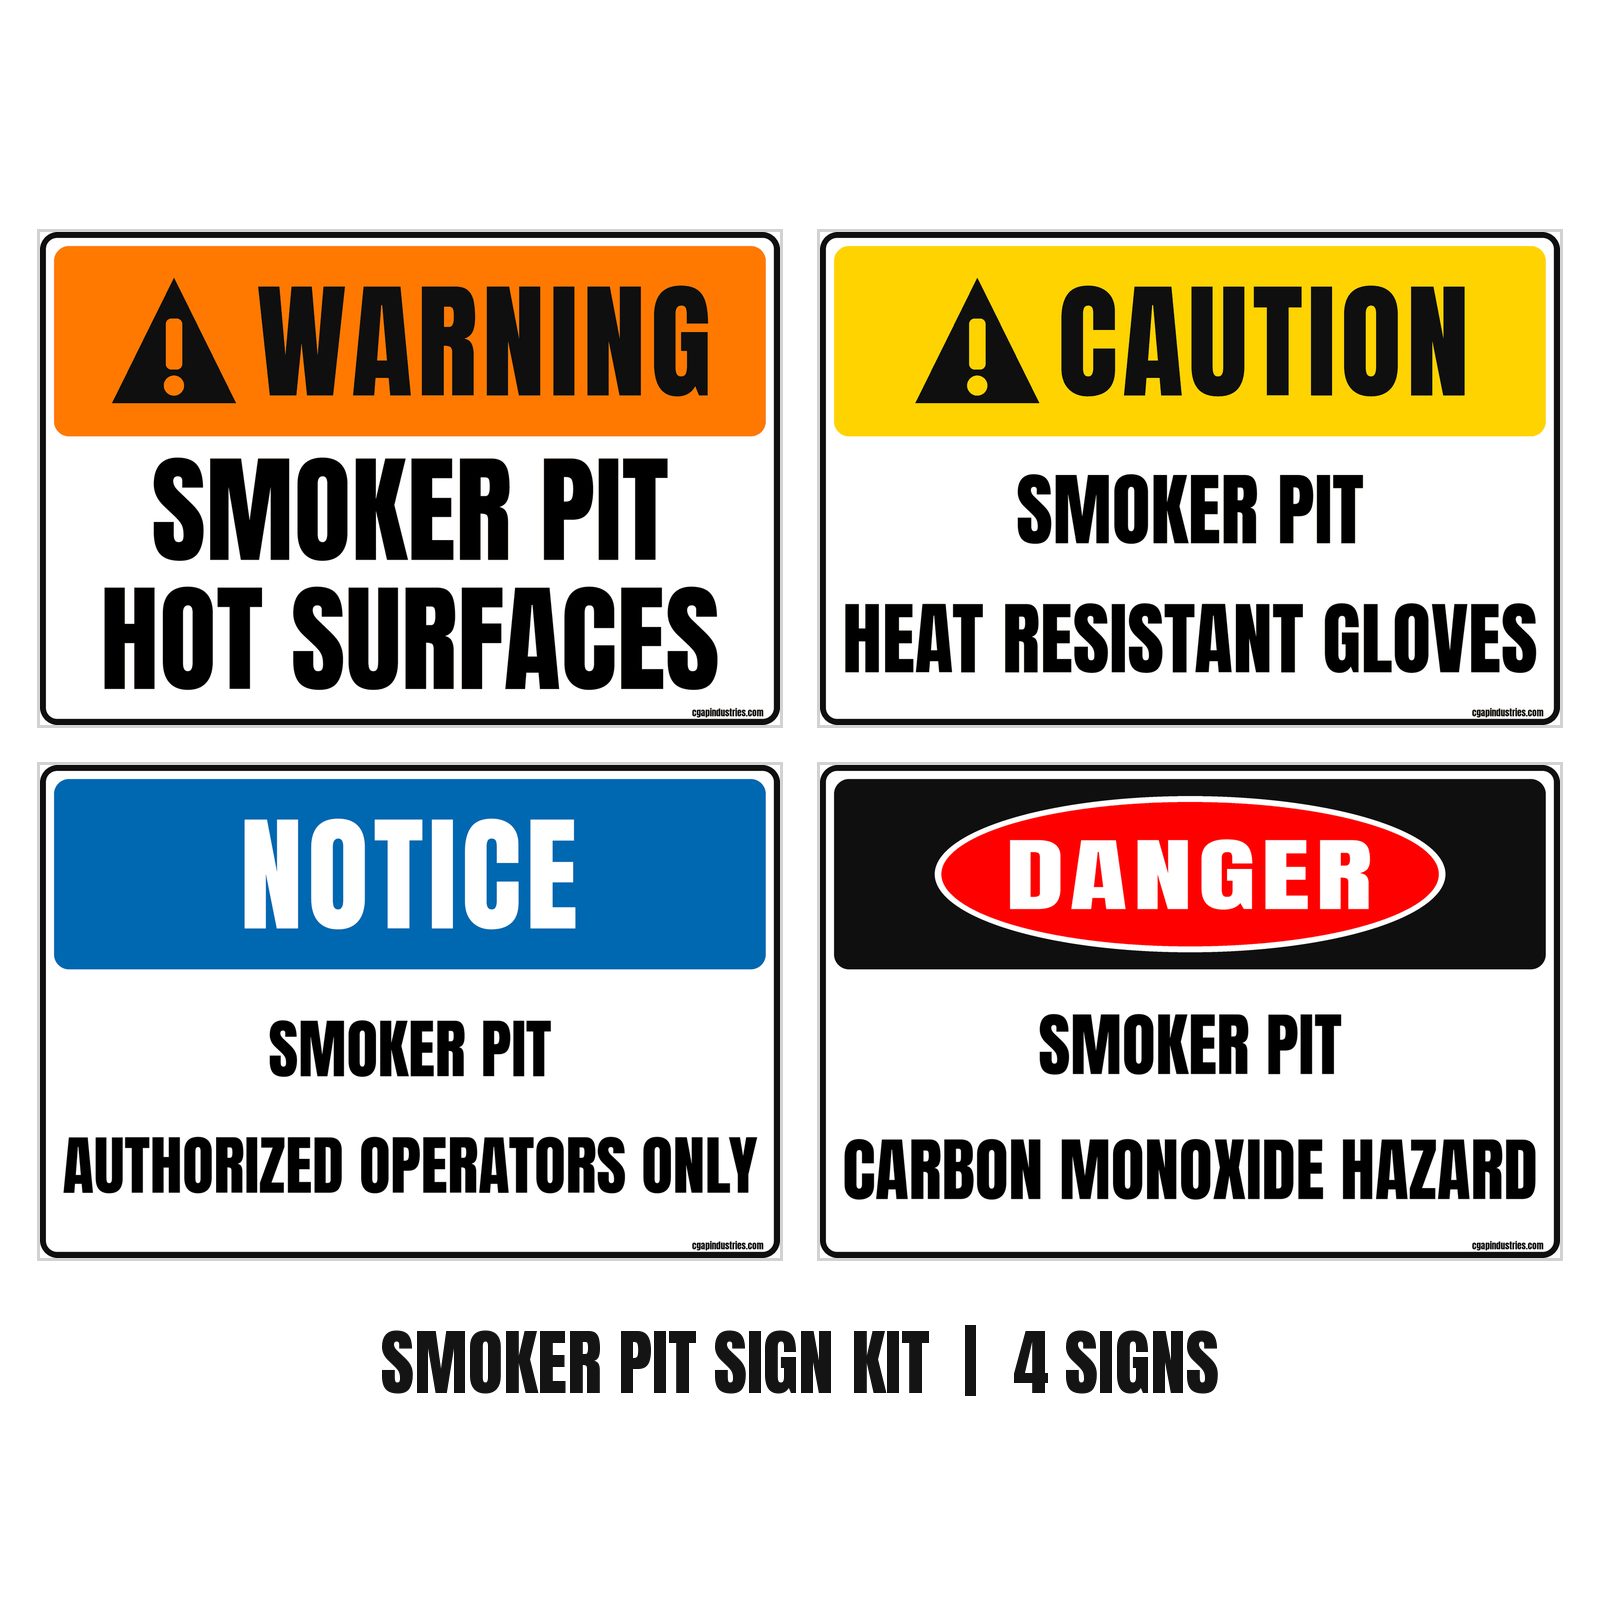 WARNING
SMOKER PIT
HOT SURFACES
cgapindustries.com
CAUTION
SMOKER PIT
HEAT RESISTANT GLOVES
cgapindustries.com
NOTICE
SMOKER PIT
AUTHORIZED OPERATORS ONLY
cgapindustries.com
DANGER
SMOKER PIT
CARBON MONOXIDE HAZARD
cgapindustries.com
SMOKER PIT SIGN KIT | 4 SIGNS